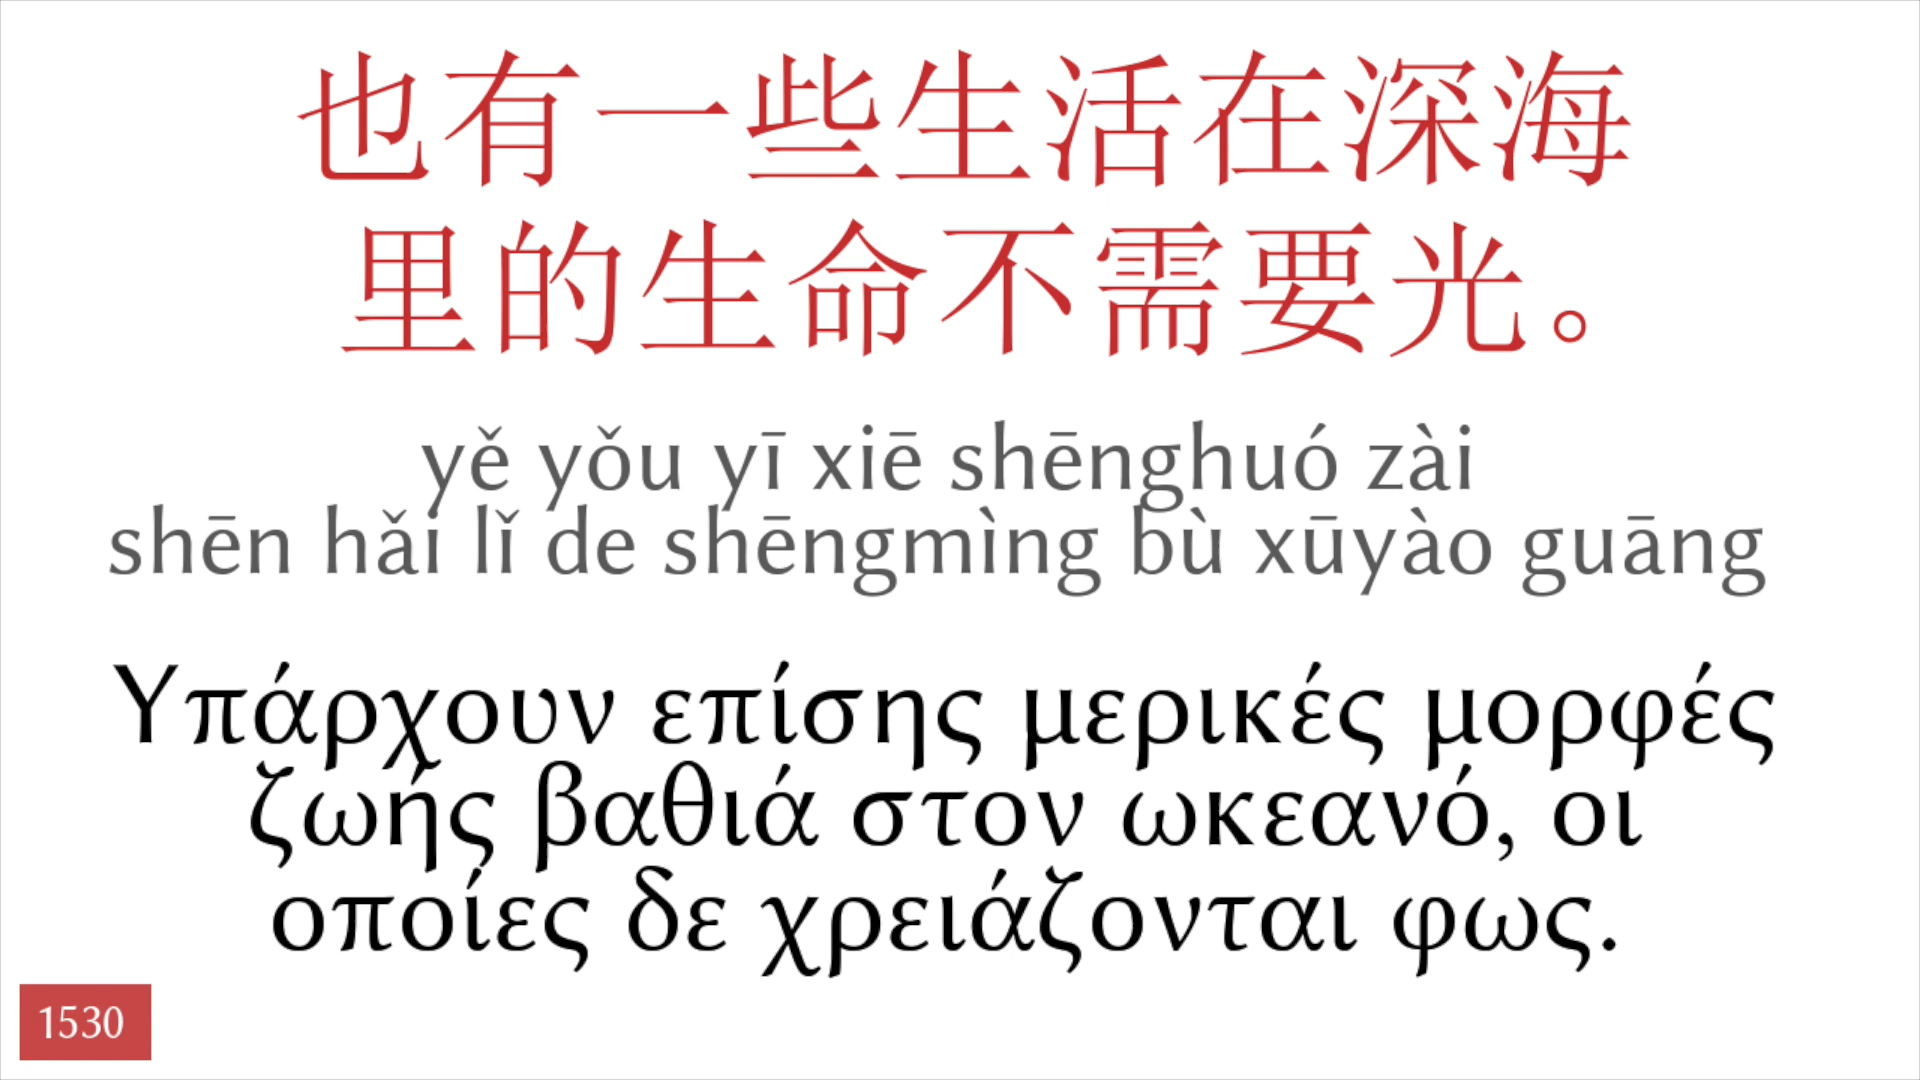 也有一些生活在深海
里的生命不需要光。
yě yǒu yī xiē shēnghuó zài
shēn hǎi lǐ de shēngmìng bù xūyào guāng
Υπάρχουν επίσης μερικές μορφές
ζωής βαθιά στον ωκεανό, οι
οποίες δε χρειάζονται φως.
1530